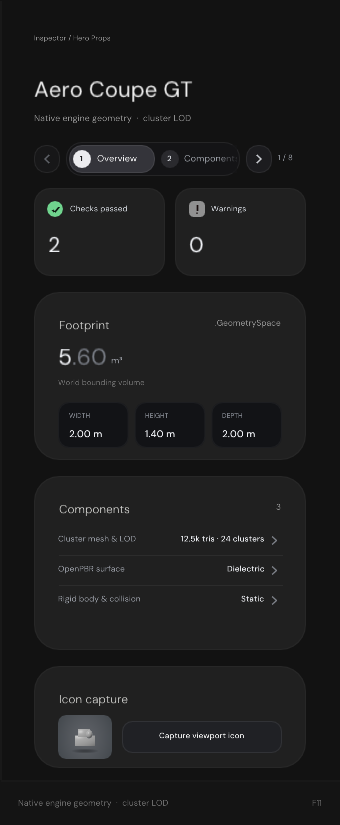 Inspector / Hero Props
Aero Coupe GT
Native engine geometry · cluster LOD
1 Overview 2 Component 1 / 8
Checks passed
2
! Warnings
0
Footprint .GeometrySpace
5.60 m³
World bounding volume
WIDTH HEIGHT DEPTH
2.00 m 1.40 m 2.00 m
Components 3
Cluster mesh & LOD 12.5k tris · 24 clusters
OpenPBR surface Dielectric
Rigid body & collision Static
Icon capture
Capture viewport icon
Native engine geometry · cluster LOD F11